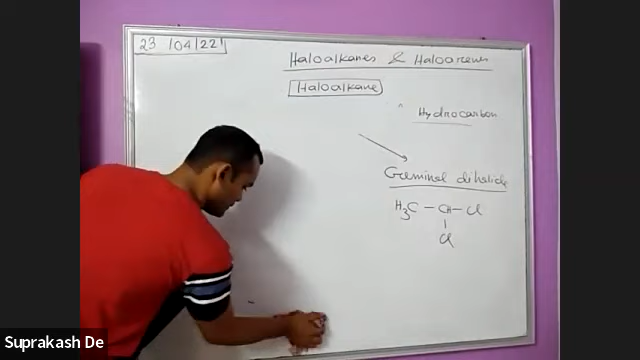 23/04/22
Haloalkanes & Haloarenes
Haloalkane
Hydrocarbon
Geminal dihalide
H3C — CH — Cl
|
Cl
Suprakash De